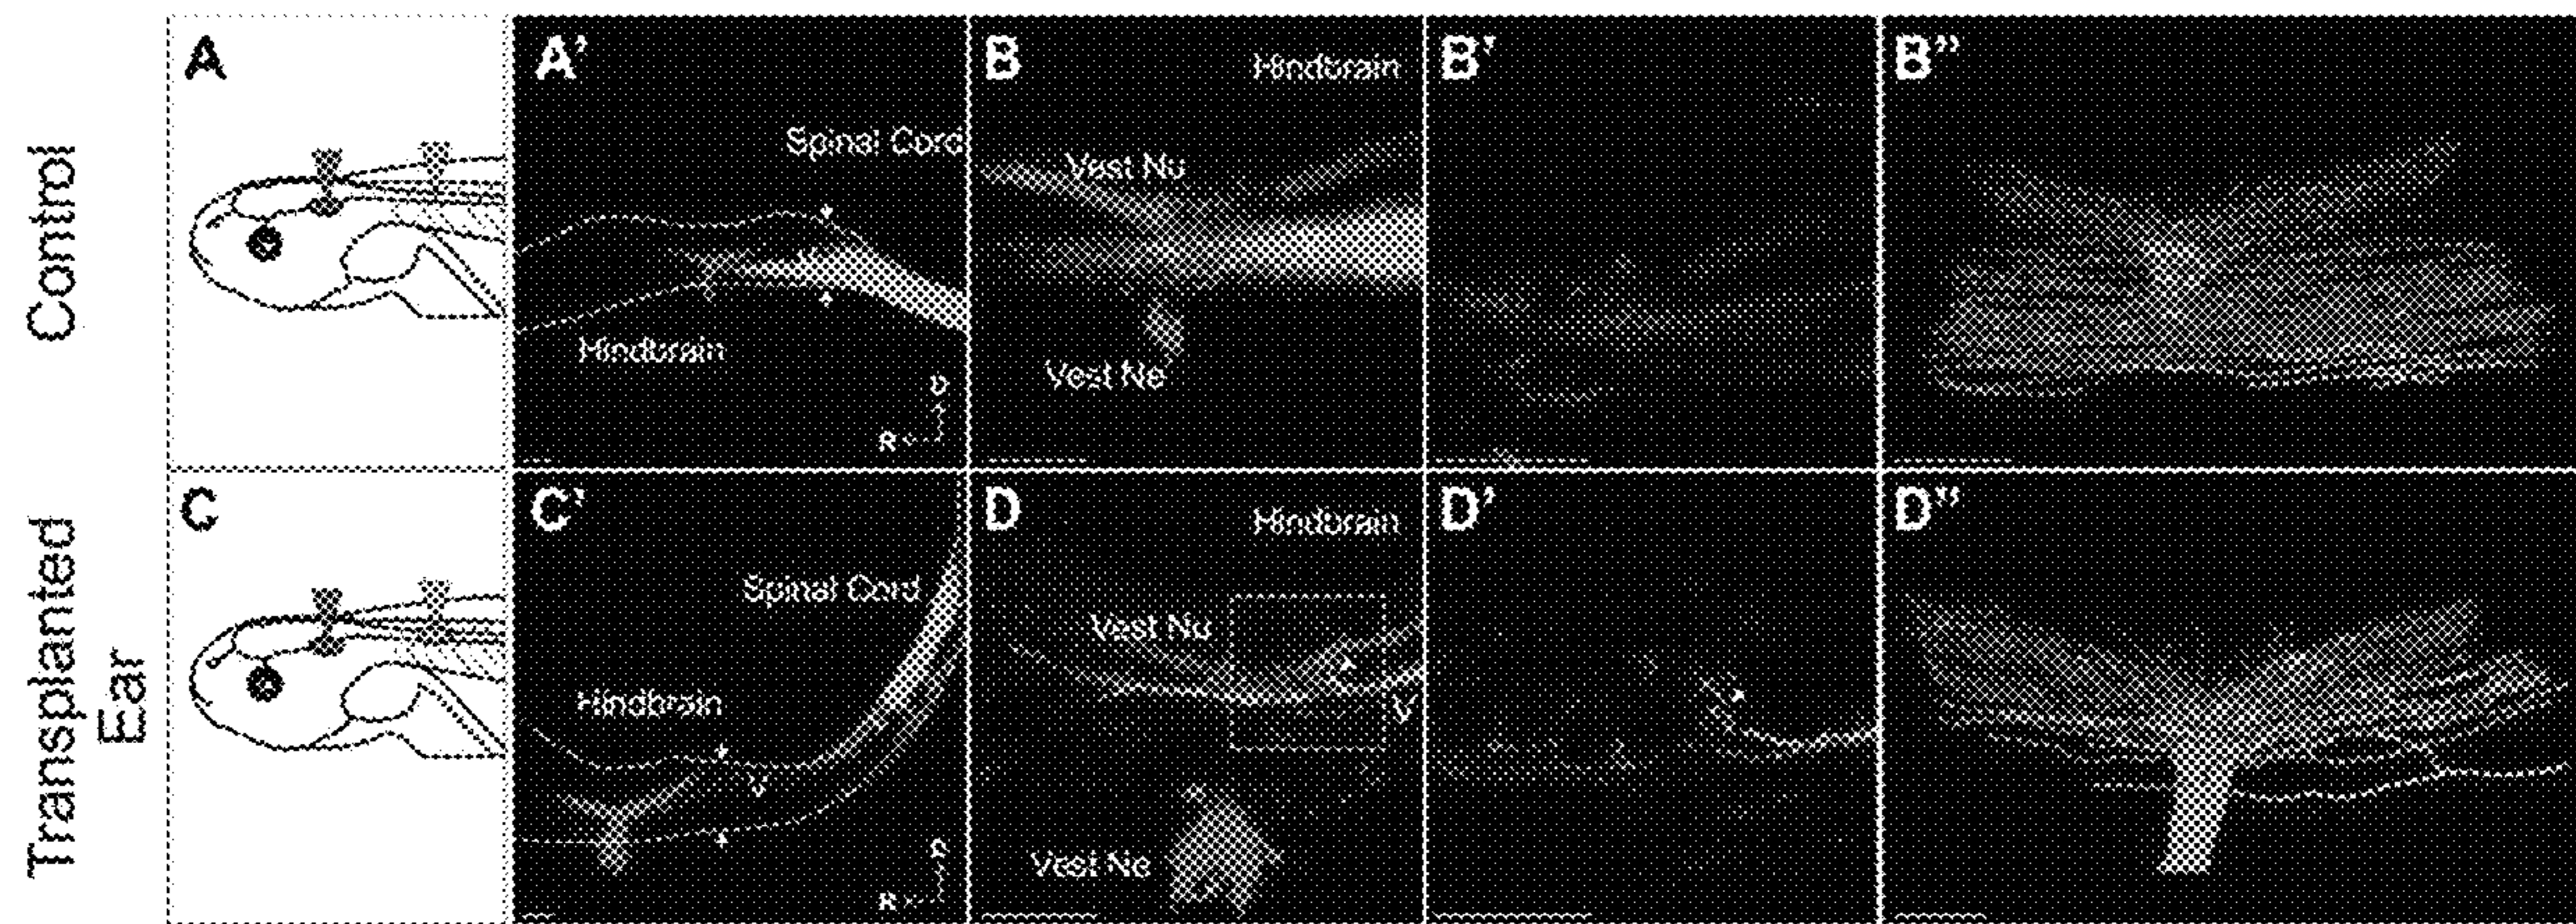 Control
A
A’
Spinal Cord
Hindbrain
D
R
B
Hindbrain
Vest Nu
Vest Ne
B’
B’’
Transplanted
Ear
C
C’
Spinal Cord
Hindbrain
V
R
D
Hindbrain
Vest Nu
V
Vest Ne
D’
D’’